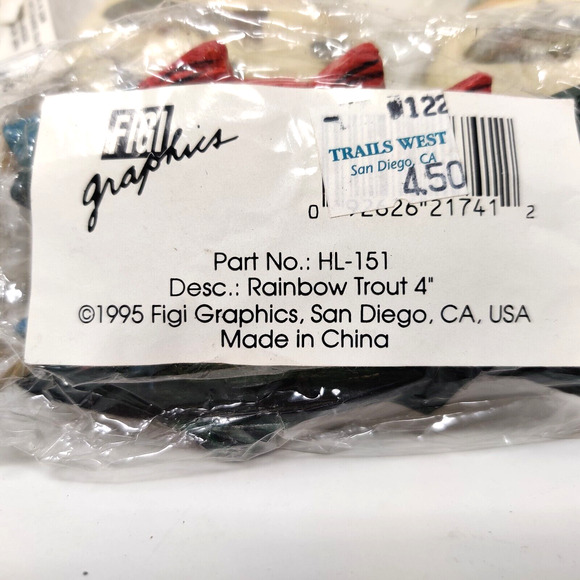 FIGI
graphics
#122
TRAILS WEST
San Diego, CA
4.50
0 92626 21741 2
Part No.: HL-151
Desc.: Rainbow Trout 4"
©1995 Figi Graphics, San Diego, CA, USA
Made in China